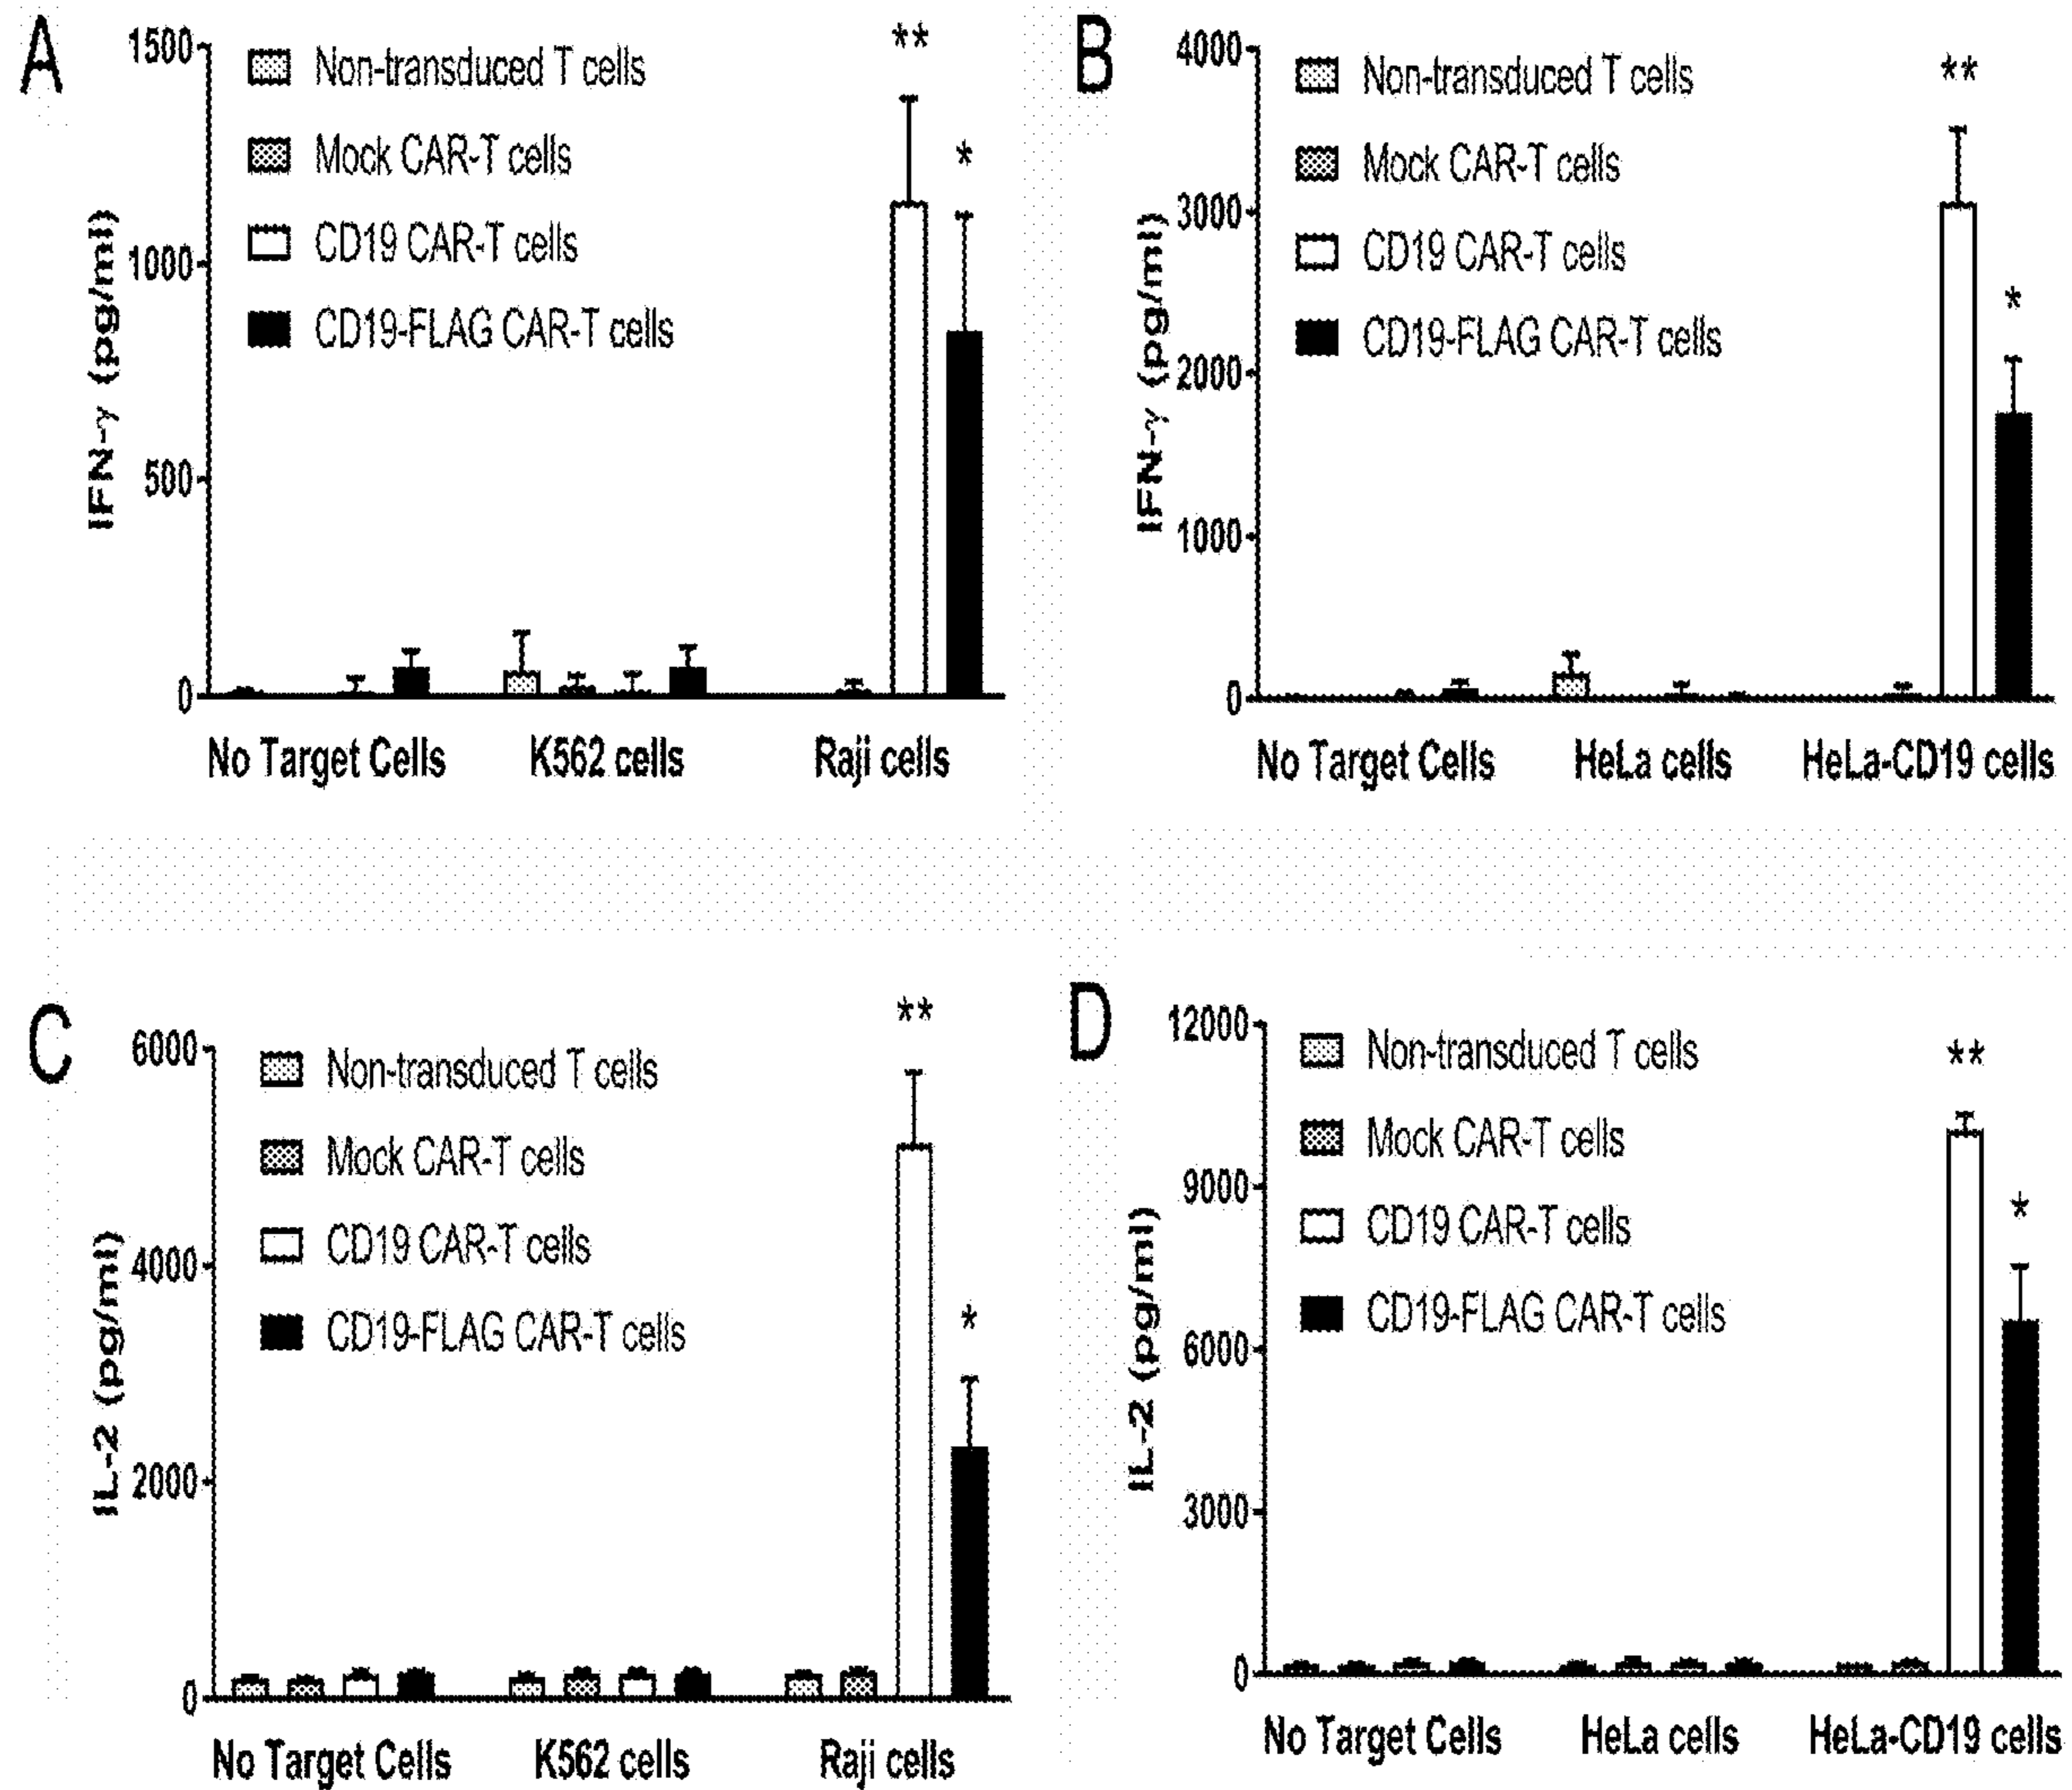 A
1500
1000
500
0
IFN-γ (pg/ml)
Non-transduced T cells
Mock CAR-T cells
CD19 CAR-T cells
CD19-FLAG CAR-T cells
**
*
No Target Cells
K562 cells
Raji cells
B
4000
3000
2000
1000
0
IFN-γ (pg/ml)
Non-transduced T cells
Mock CAR-T cells
CD19 CAR-T cells
CD19-FLAG CAR-T cells
**
*
No Target Cells
HeLa cells
HeLa-CD19 cells
C
6000
4000
2000
0
IL-2 (pg/ml)
Non-transduced T cells
Mock CAR-T cells
CD19 CAR-T cells
CD19-FLAG CAR-T cells
**
*
No Target Cells
K562 cells
Raji cells
D
12000
9000
6000
3000
0
IL-2 (pg/ml)
Non-transduced T cells
Mock CAR-T cells
CD19 CAR-T cells
CD19-FLAG CAR-T cells
**
*
No Target Cells
HeLa cells
HeLa-CD19 cells